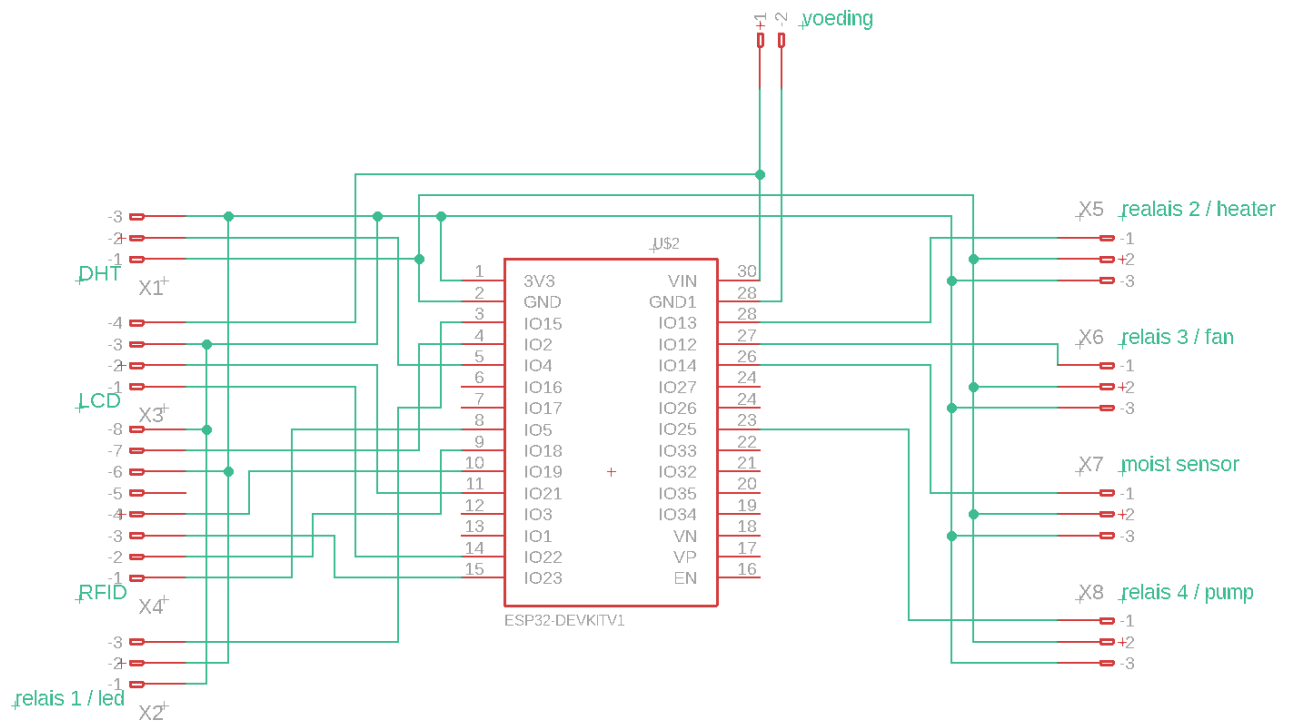 +1 -2 voeding
-3
-2
-1
DHT
X1
-4
-3
-2
-1
LCD
X3
-8
-7
-6
-5
-4
-3
-2
-1
RFID
X4
-3
-2
-1
relais 1 / led
X2
U$2
1 3V3 VIN 30
2 GND GND1 28
3 IO15 IO13 28
4 IO2 IO12 27
5 IO4 IO14 26
6 IO16 IO27 24
7 IO17 IO26 24
8 IO5 IO25 23
9 IO18 IO33 22
10 IO19 IO32 21
11 IO21 IO35 20
12 IO3 IO34 19
13 IO1 VN 18
14 IO22 VP 17
15 IO23 EN 16
ESP32-DEVKITV1
X5 realais 2 / heater
-1
+2
-3
X6 relais 3 / fan
-1
+2
-3
X7 moist sensor
-1
+2
-3
X8 relais 4 / pump
-1
+2
-3